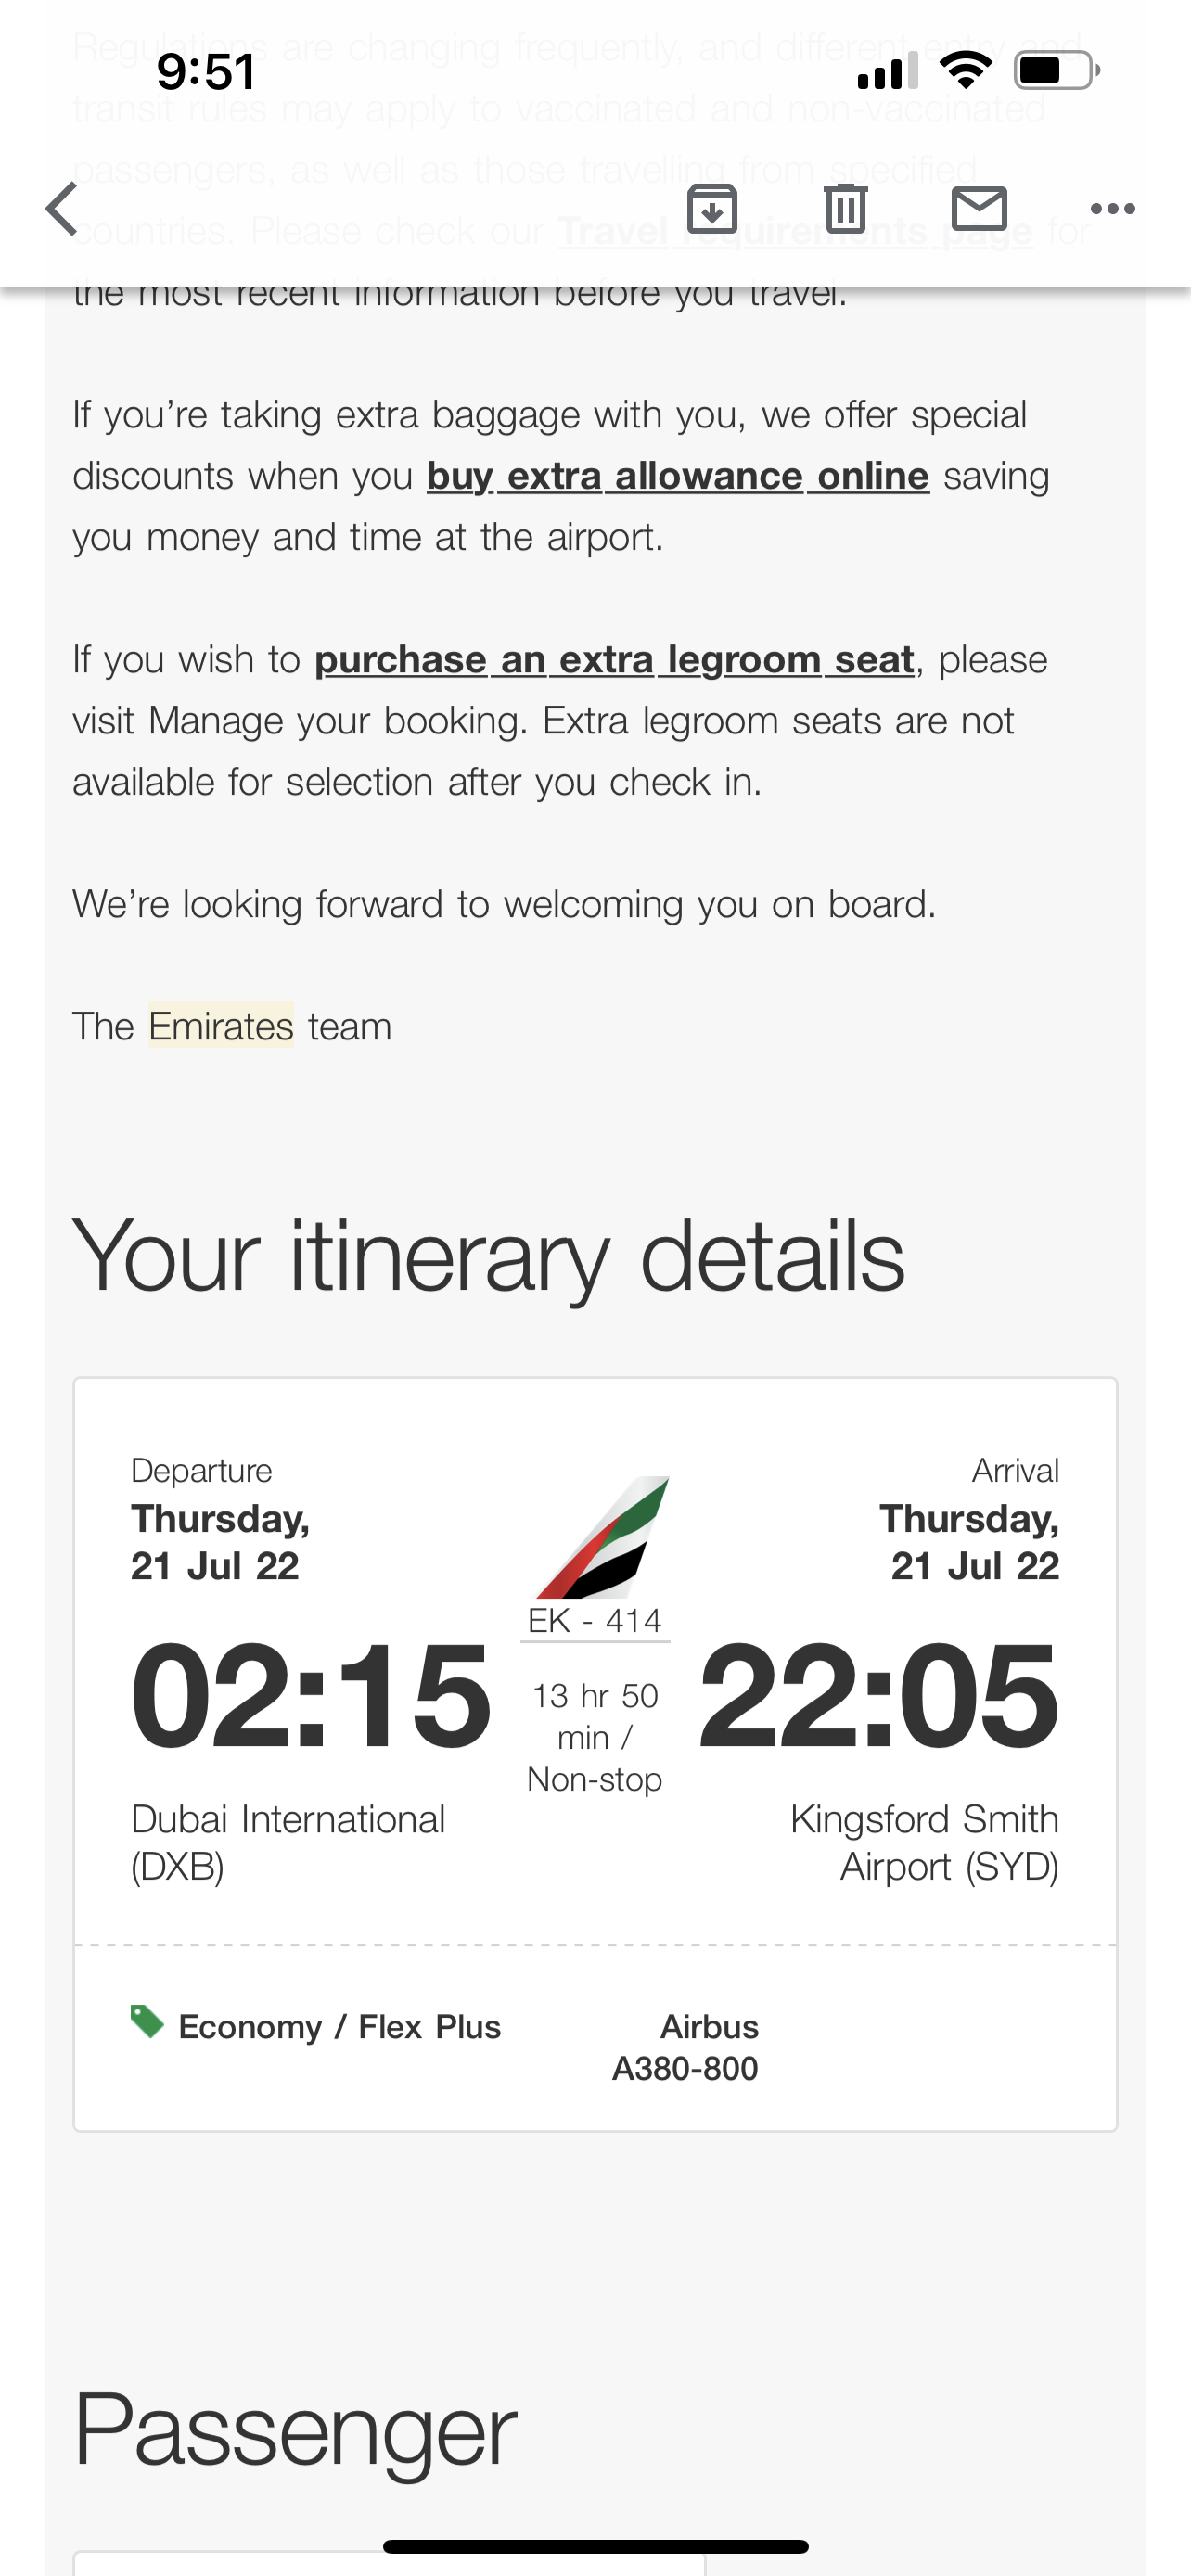 Regulations are changing frequently, and different entry and
9:51
transit rules may apply to vaccinated and non-vaccinated
passengers, as well as those travelling from specified
countries. Please check our Travel requirements page for
the most recent information before you travel.
If you’re taking extra baggage with you, we offer special
discounts when you buy extra allowance online saving
you money and time at the airport.
If you wish to purchase an extra legroom seat, please
visit Manage your booking. Extra legroom seats are not
available for selection after you check in.
We’re looking forward to welcoming you on board.
The Emirates team
Your itinerary details
Departure
Thursday,
21 Jul 22
02:15
Dubai International
(DXB)
EK - 414
13 hr 50
min /
Non-stop
Arrival
Thursday,
21 Jul 22
22:05
Kingsford Smith
Airport (SYD)
Economy / Flex Plus
Airbus
A380-800
Passenger